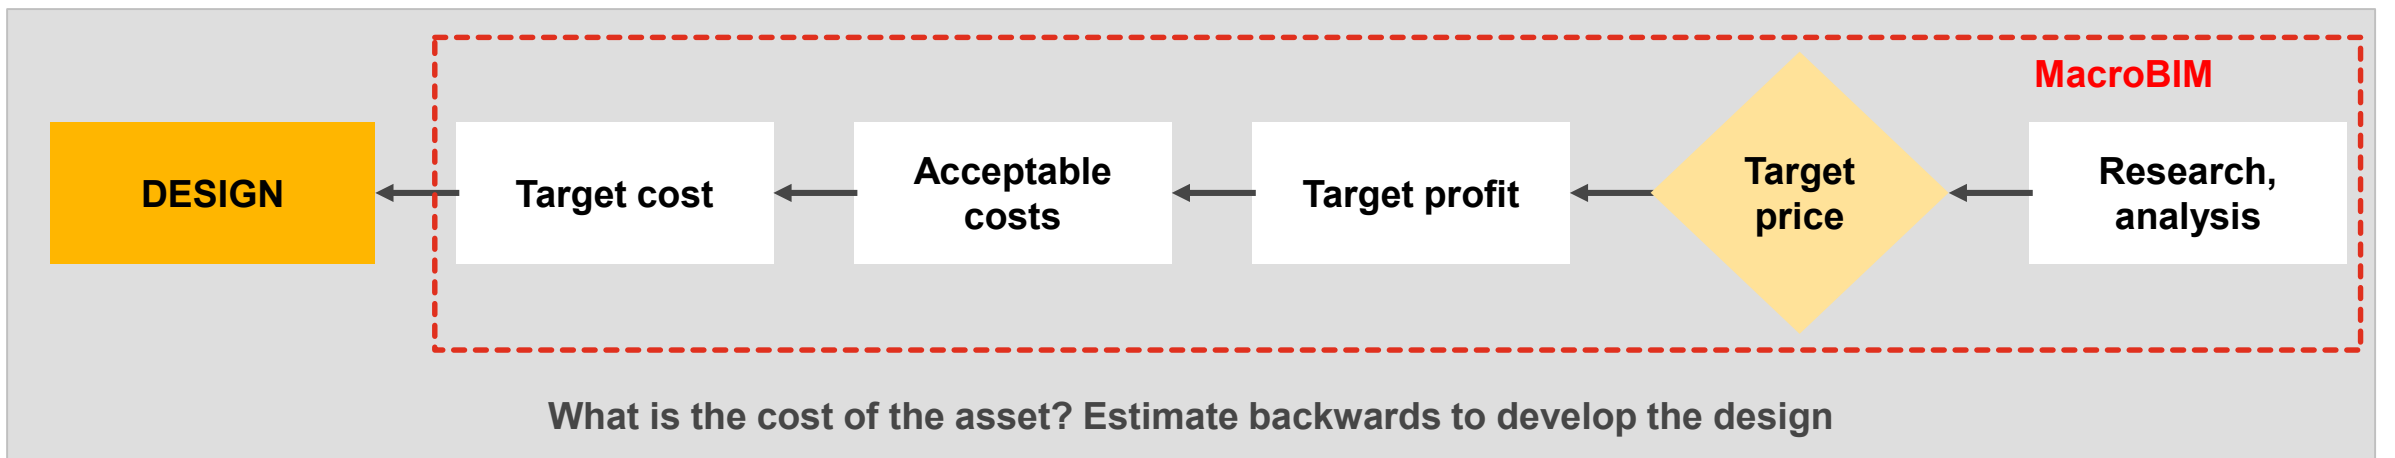 MacroBIM
DESIGN
Target cost
Acceptable
costs
Target profit
Target
price
Research,
analysis
What is the cost of the asset? Estimate backwards to develop the design